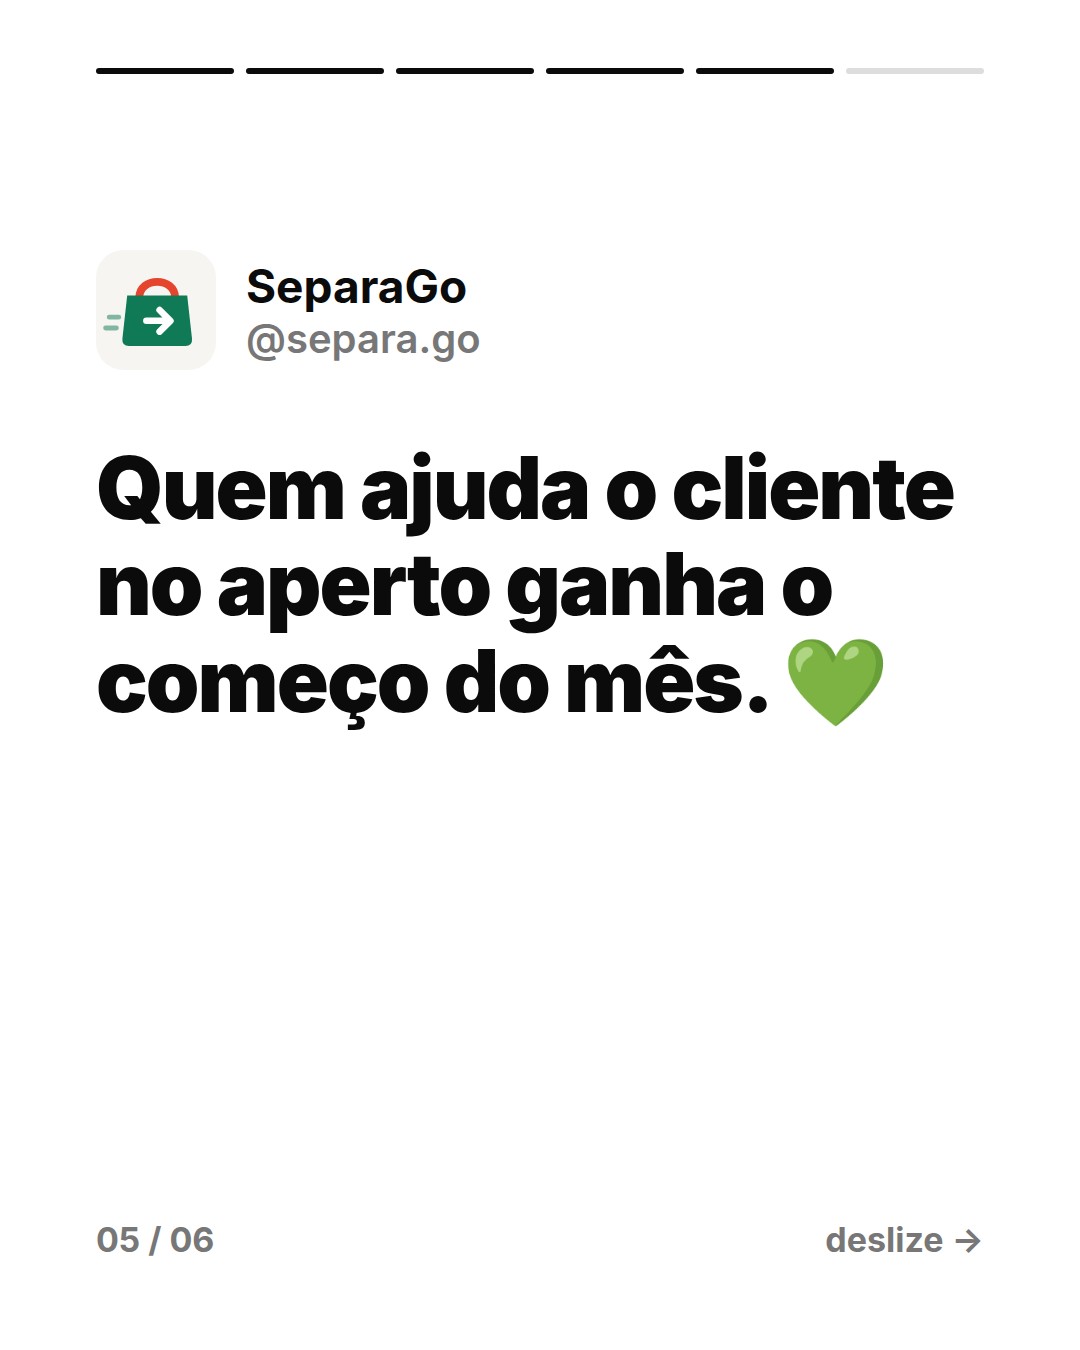 SeparaGo
@separa.go
Quem ajuda o cliente
no aperto ganha o
começo do mês. 💚
05 / 06
deslize →